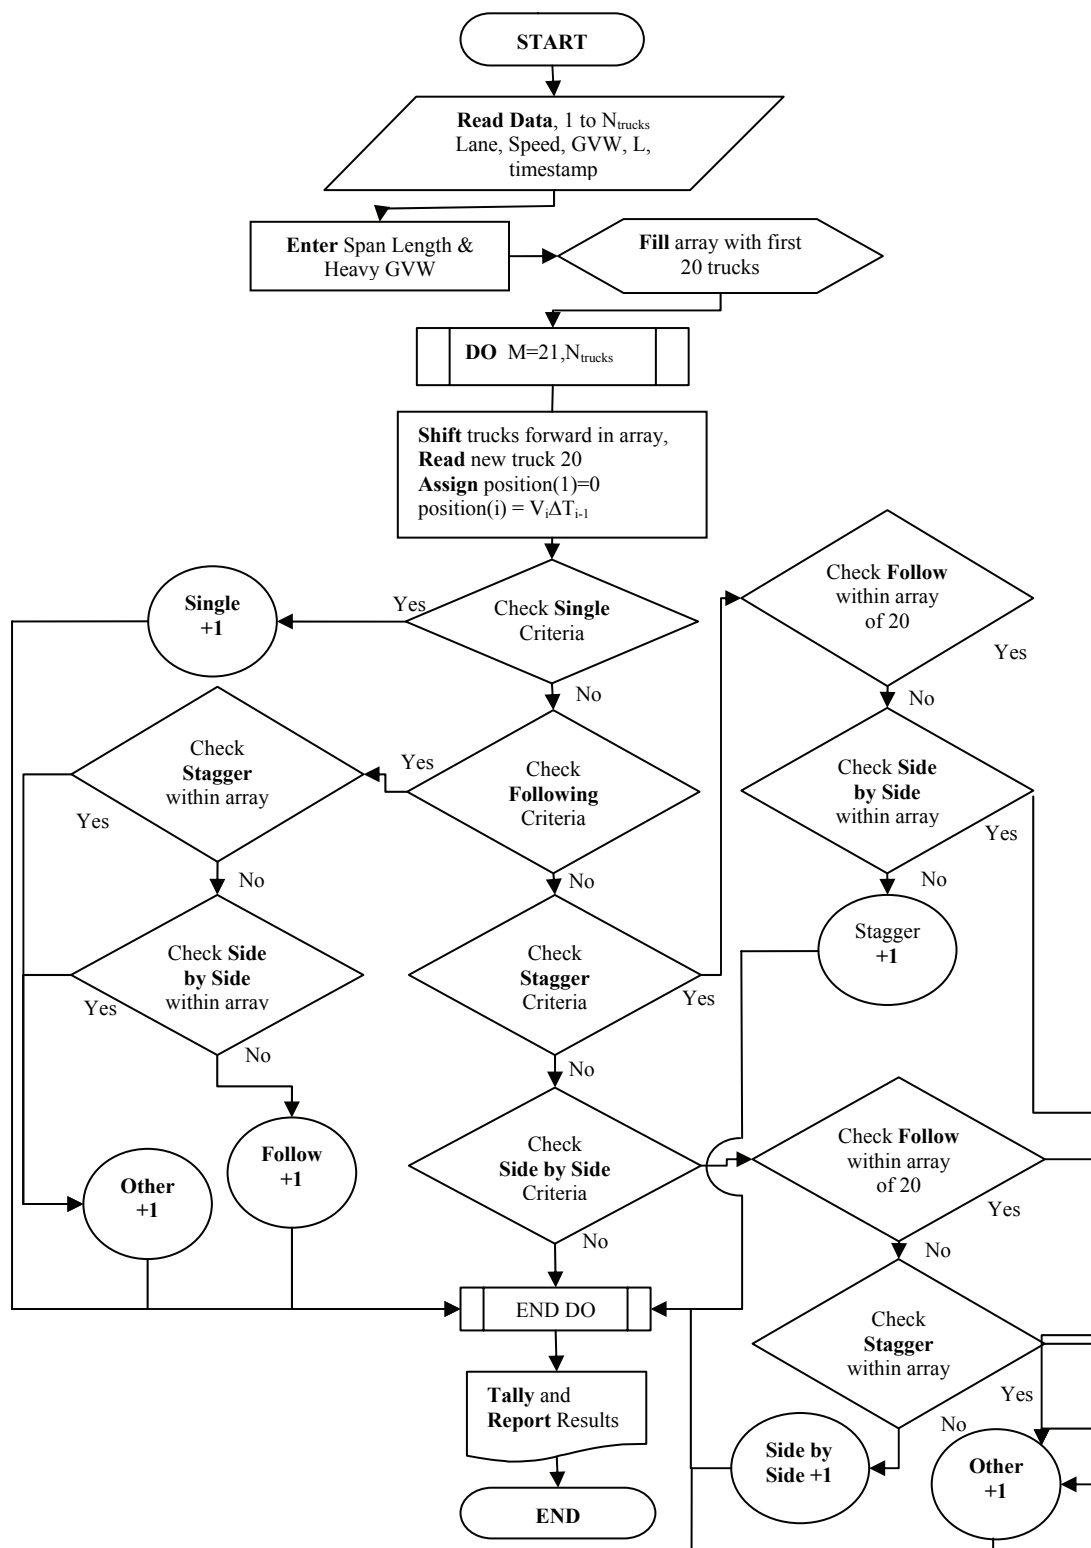 START
Read Data, 1 to Ntrucks
Lane, Speed, GVW, L,
timestamp
Enter Span Length &
Heavy GVW
Fill array with first
20 trucks
DO M=21,Ntrucks
Shift trucks forward in array,
Read new truck 20
Assign position(1)=0
position(i) = ViΔTi-1
Single
+1
Yes
Check Single
Criteria
No
Check Follow
within array
of 20
Yes
No
Check
Stagger
within array
Yes
No
Yes
Check
Following
Criteria
No
Check Side
by Side
within array
Yes
No
Check Side
by Side
within array
Yes
No
Check
Stagger
Criteria
Yes
No
Stagger
+1
Other
+1
Follow
+1
Check
Side by Side
Criteria
No
Check Follow
within array
of 20
Yes
No
END DO
Check
Stagger
within array
Yes
No
Tally and
Report Results
Side by
Side +1
Other
+1
END